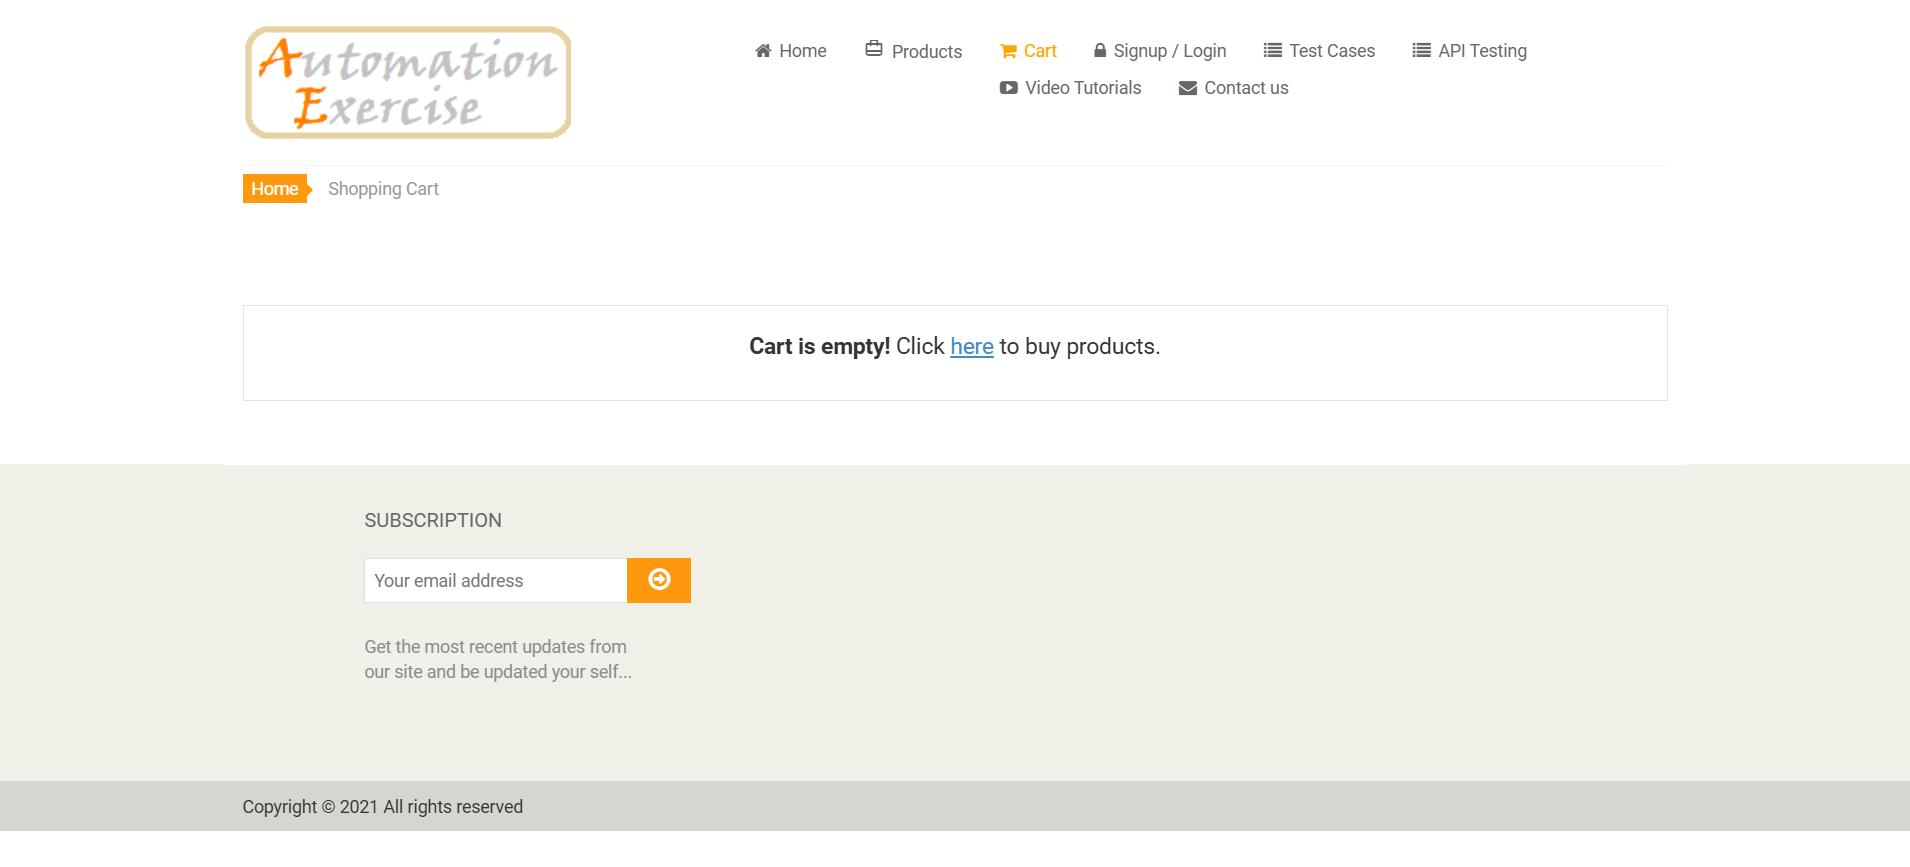 Automation
Exercise
Home Products Cart Signup / Login Test Cases API Testing
Video Tutorials Contact us
Home Shopping Cart
Cart is empty! Click here to buy products.
SUBSCRIPTION
Your email address
Get the most recent updates from
our site and be updated your self...
Copyright © 2021 All rights reserved